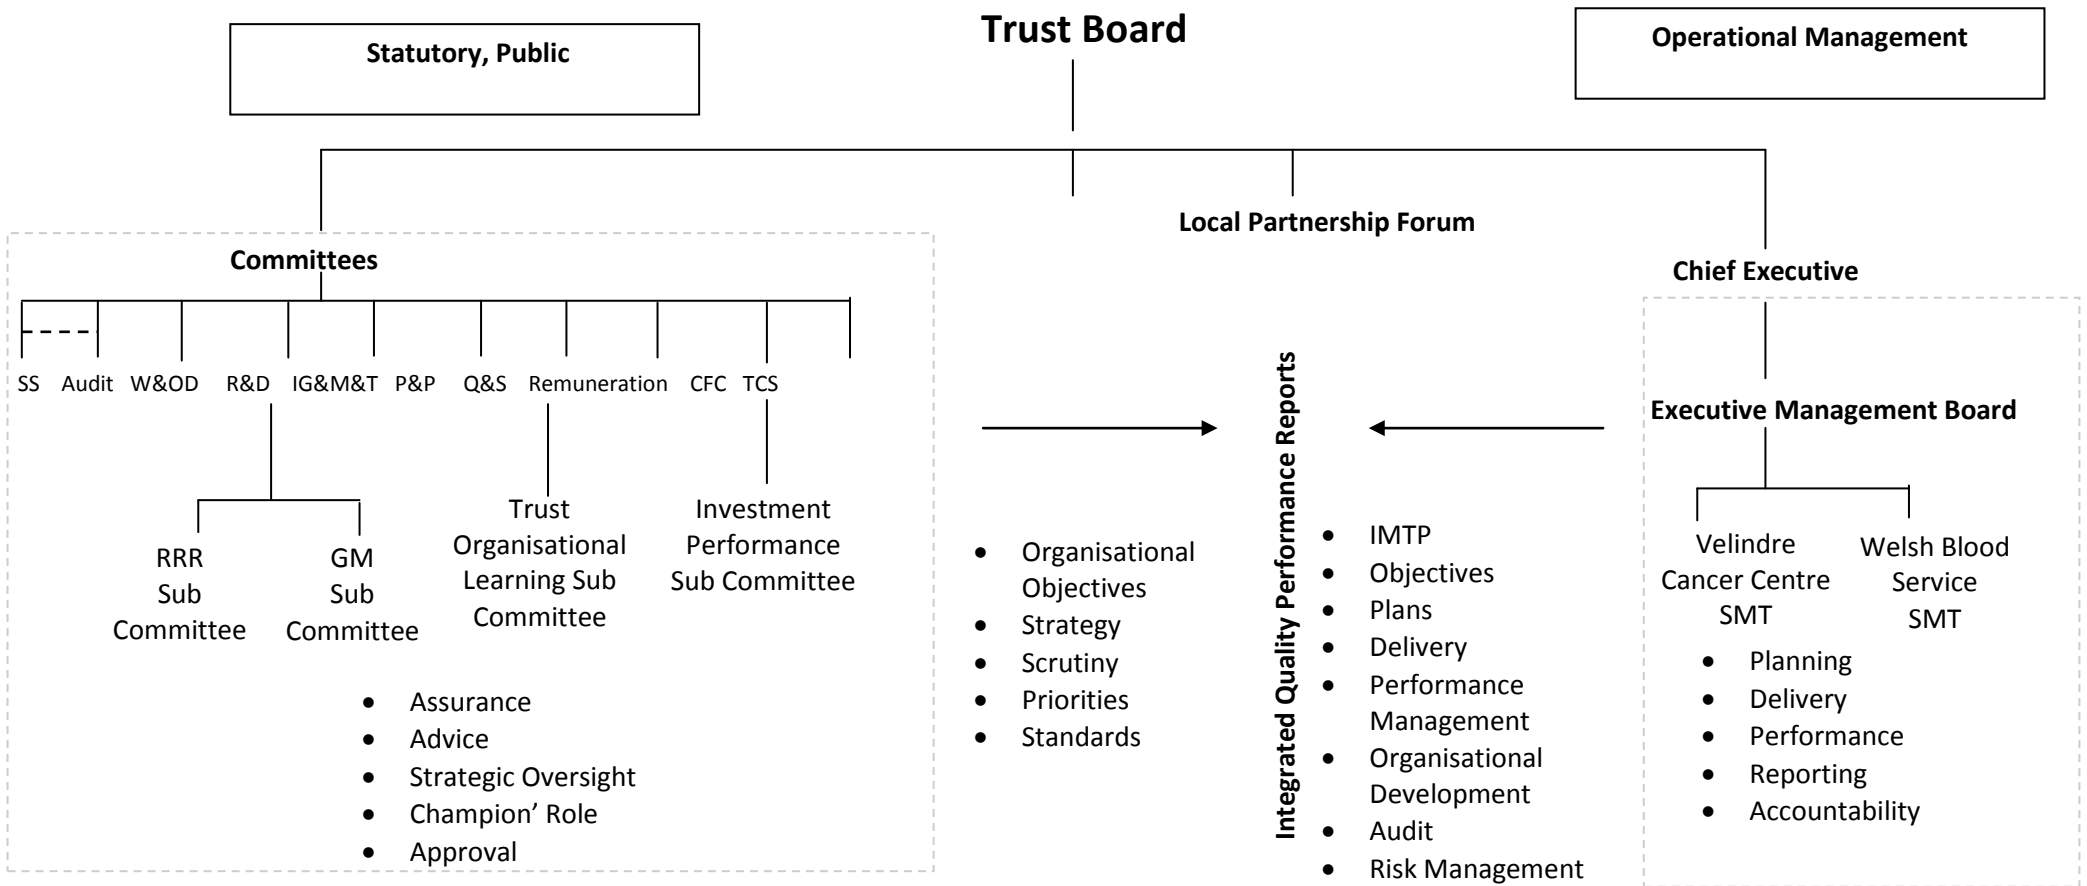 Trust Board
Statutory, Public
Operational Management
Local Partnership Forum
Committees
Chief Executive
SS Audit W&OD R&D IG&M&T P&P Q&S Remuneration CFC TCS
Executive Management Board
RRR
Sub
Committee
GM
Sub
Committee
Trust
Organisational
Learning Sub
Committee
Investment
Performance
Sub Committee
• Assurance
• Advice
• Strategic Oversight
• Champion’ Role
• Approval
• Organisational
Objectives
• Strategy
• Scrutiny
• Priorities
• Standards
Integrated Quality Performance Reports
• IMTP
• Objectives
• Plans
• Delivery
• Performance
Management
• Organisational
Development
• Audit
• Risk Management
Velindre
Cancer Centre
SMT
Welsh Blood
Service
SMT
• Planning
• Delivery
• Performance
• Reporting
• Accountability